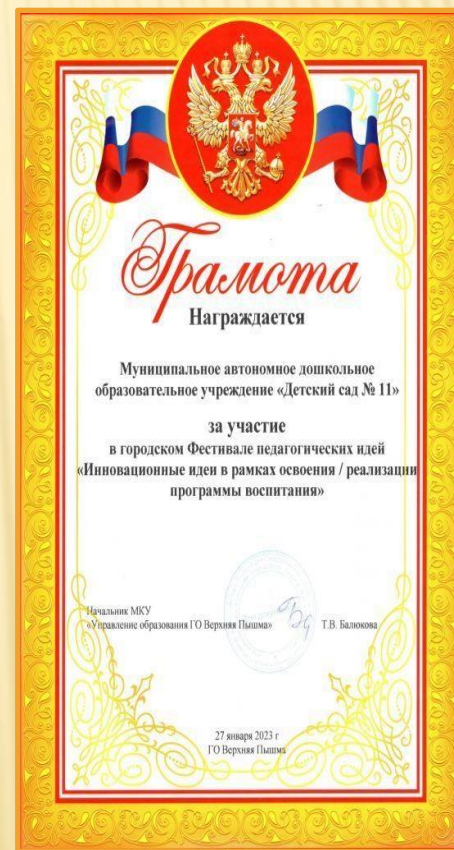 Грамота
Награждается
Муниципальное автономное дошкольное
образовательное учреждение «Детский сад № 11»
за участие
в городском Фестивале педагогических идей
«Инновационные идеи в рамках освоения / реализации
программы воспитания»
Начальник МКУ
«Управление образования ГО Верхняя Пышма»
Т.В. Балюкова
27 января 2023 г
ГО Верхняя Пышма